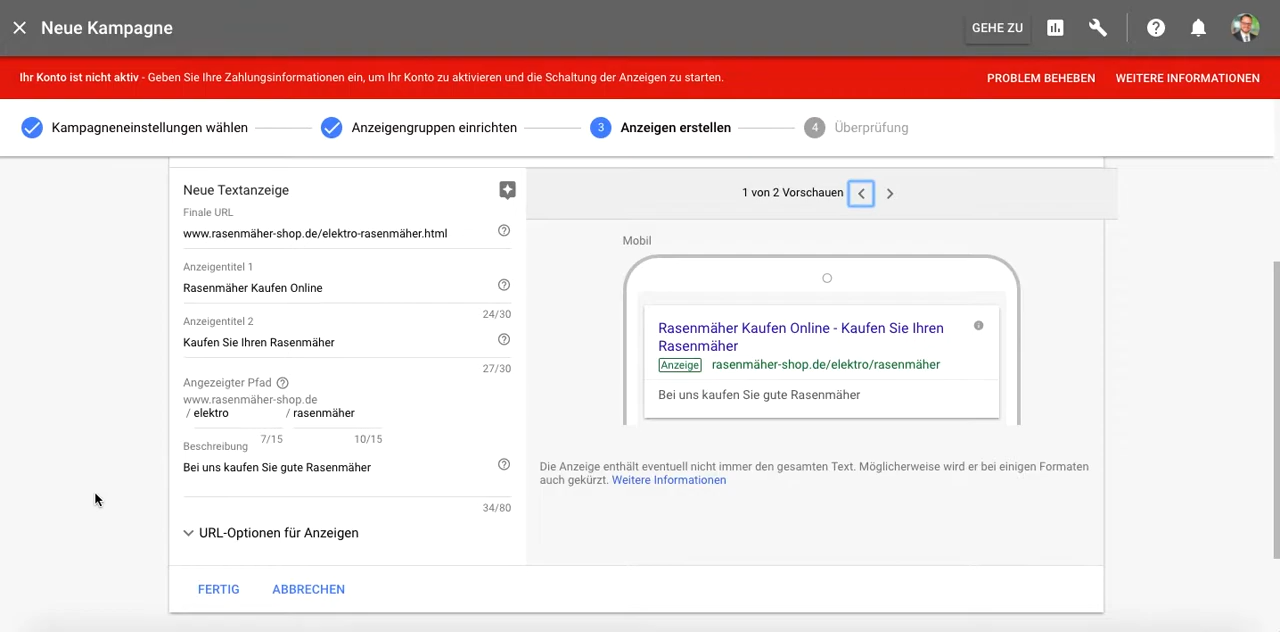 Neue Kampagne
GEHE ZU
Ihr Konto ist nicht aktiv - Geben Sie Ihre Zahlungsinformationen ein, um Ihr Konto zu aktivieren und die Schaltung der Anzeigen zu starten.
PROBLEM BEHEBEN
WEITERE INFORMATIONEN
Kampagneneinstellungen wählen
Anzeigengruppen einrichten
3 Anzeigen erstellen
4 Überprüfung
Neue Textanzeige
Finale URL
www.rasenmäher-shop.de/elektro-rasenmäher.html
Anzeigentitel 1
Rasenmäher Kaufen Online
24/30
Anzeigentitel 2
Kaufen Sie Ihren Rasenmäher
27/30
Angezeigter Pfad
www.rasenmäher-shop.de
/ elektro / rasenmäher
7/15 10/15
Beschreibung
Bei uns kaufen Sie gute Rasenmäher
34/80
URL-Optionen für Anzeigen
FERTIG
ABBRECHEN
1 von 2 Vorschauen
Mobil
Rasenmäher Kaufen Online - Kaufen Sie Ihren
Rasenmäher
Anzeige rasenmäher-shop.de/elektro/rasenmäher
Bei uns kaufen Sie gute Rasenmäher
Die Anzeige enthält eventuell nicht immer den gesamten Text. Möglicherweise wird er bei einigen Formaten
auch gekürzt. Weitere Informationen